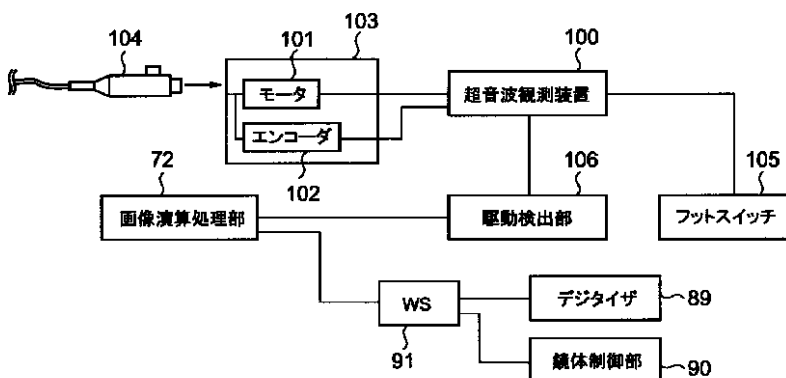 103
104
101
100
モータ
超音波観測装置
エンコーダ
102
72
106
105
画像演算処理部
駆動検出部
フットスイッチ
WS
デジタイザ
89
91
鏡体制御部
90